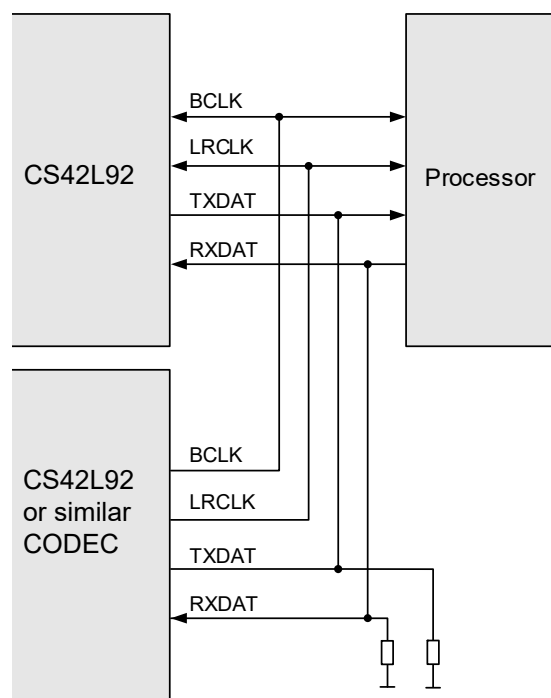 BCLK
LRCLK
CS42L92
Processor
TXDAT
RXDAT
BCLK
CS42L92
or similar
CODEC
LRCLK
TXDAT
RXDAT